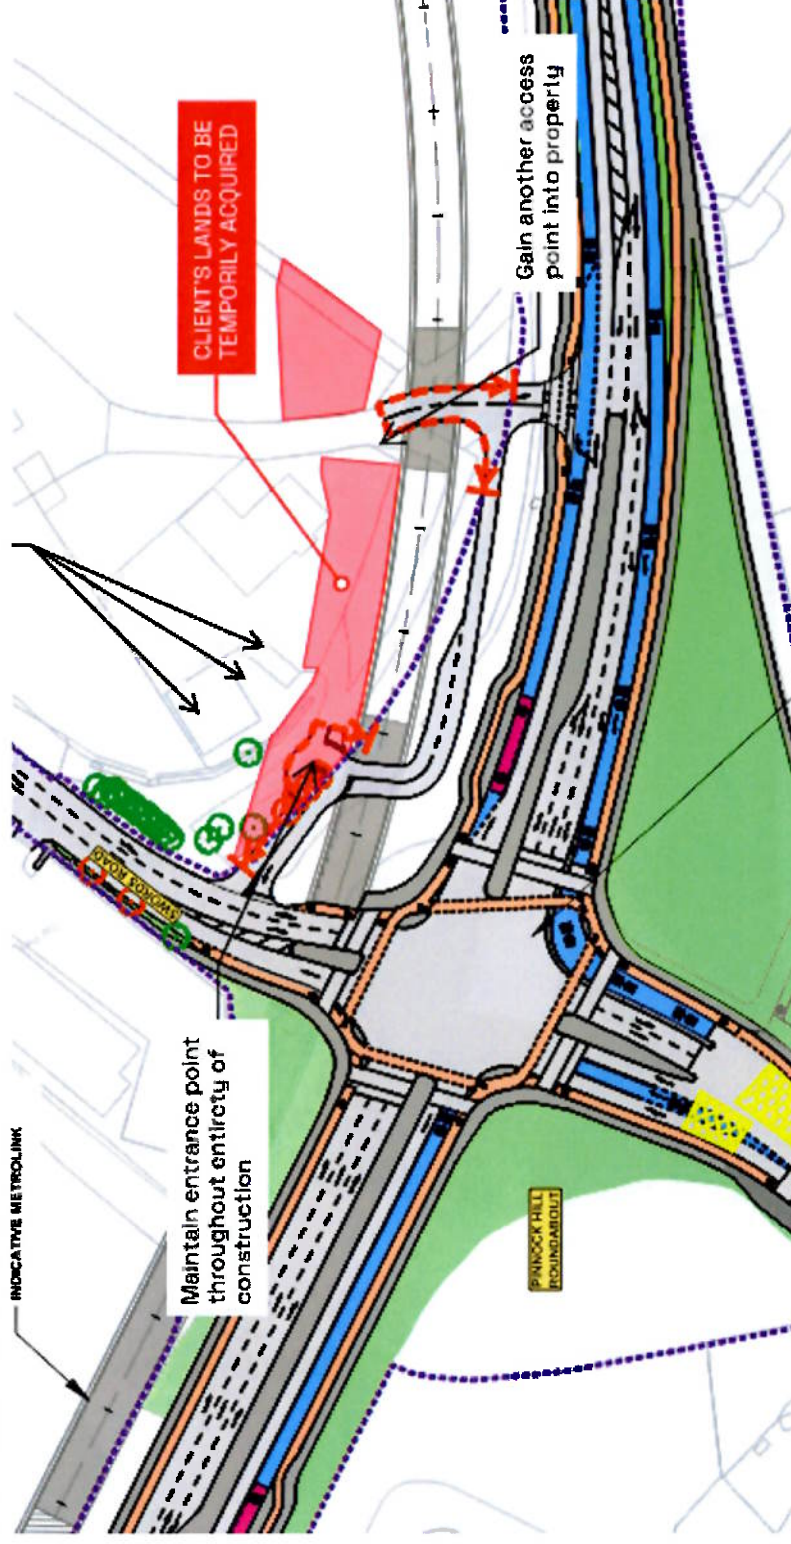 CLIENT'S LANDS TO BE
TEMPORILY ACQUIRED
Gain another access
point into property
SWORDS ROAD
Maintain entrance point
throughout entirety of
construction
INDICATIVE METROLINK
PINNOCK HILL
ROUNDABOUT